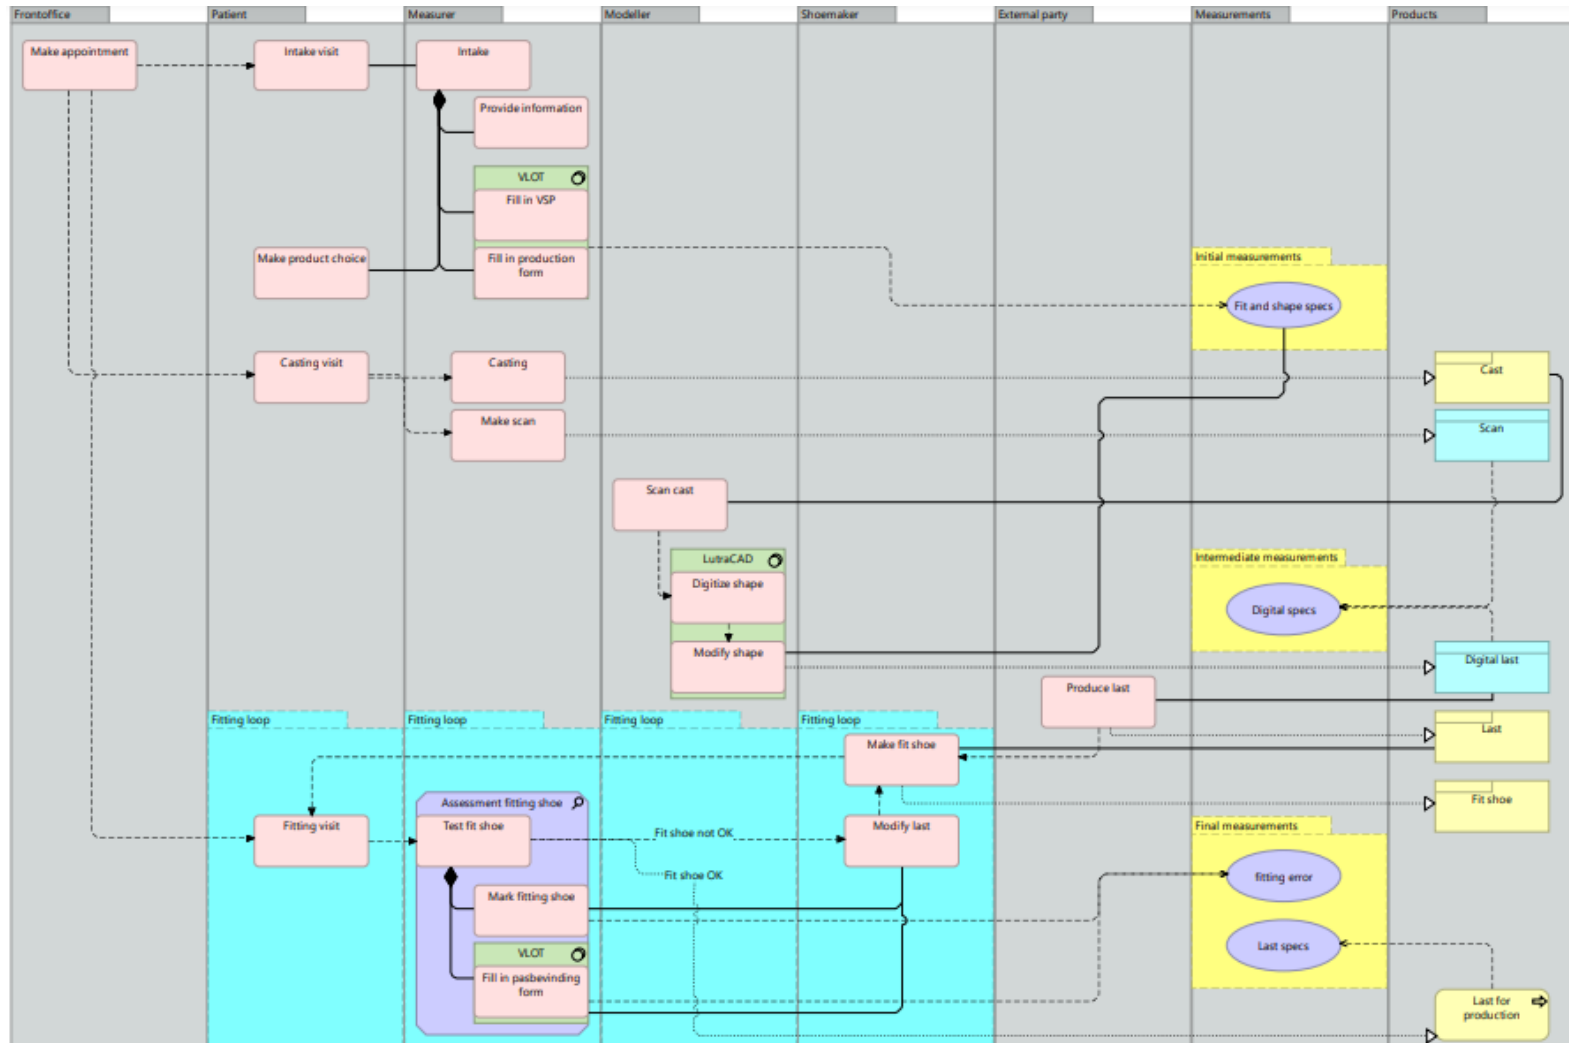 Frontoffice
Patient
Measurer
Modeller
Shoemaker
External party
Measurements
Products
Make appointment
Intake visit
Intake
Provide information
VLOT
Fill in VSP
Make product choice
Fill in production
form
Initial measurements
Fit and shape specs
Casting visit
Casting
Cast
Make scan
Scan
Scan cast
LutraCAD
Intermediate measurements
Digitize shape
Digital specs
Modify shape
Digital last
Produce last
Fitting loop
Fitting loop
Fitting loop
Fitting loop
Last
Make fit shoe
Assessment fitting shoe
Fit shoe
Fitting visit
Test fit shoe
Fit shoe not OK
Modify last
Final measurements
Fit shoe OK
fitting error
Mark fitting shoe
Last specs
VLOT
Fill in pasbevinding
form
Last for
production